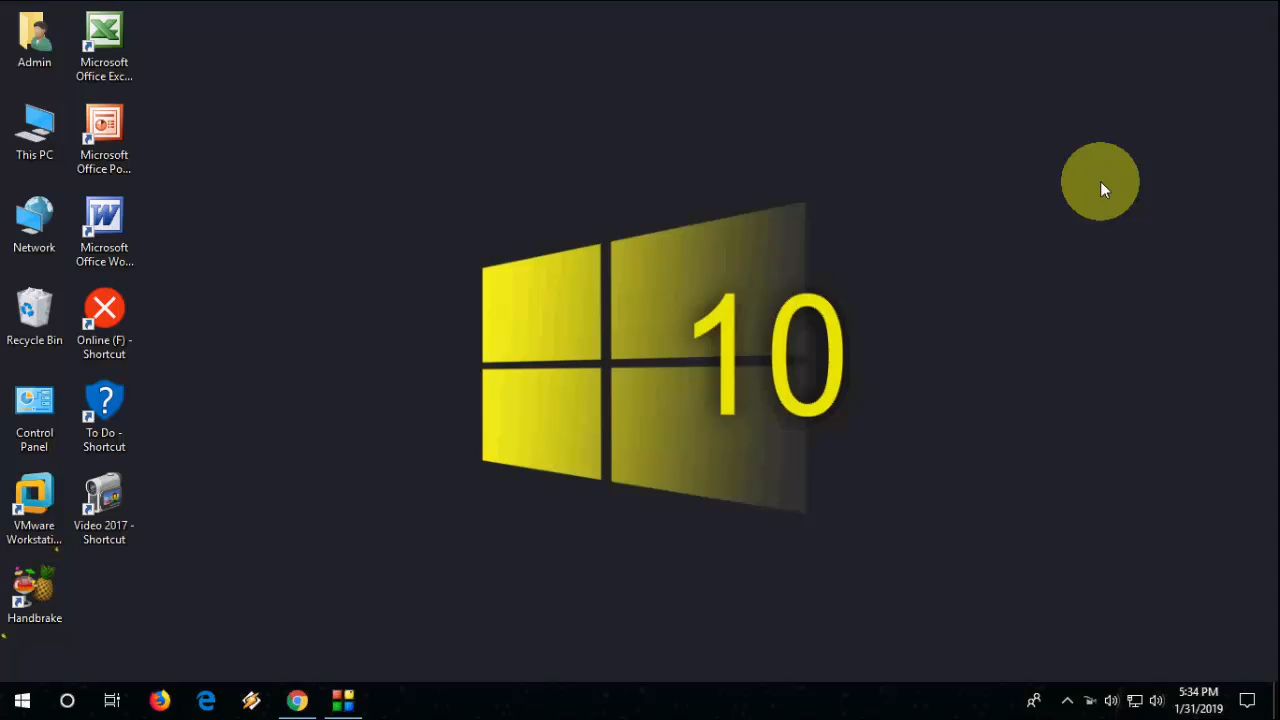 Admin
Microsoft
Office Exc...
This PC
Microsoft
Office Po...
Network
Microsoft
Office Wo...
Recycle Bin
Online (F) -
Shortcut
Control
Panel
To Do -
Shortcut
VMware
Workstati...
Video 2017 -
Shortcut
Handbrake
10
5:34 PM
1/31/2019